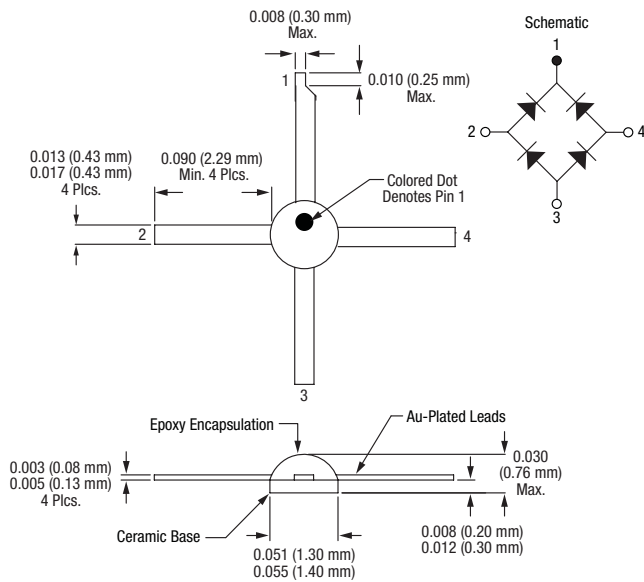 0.008 (0.30 mm)
Max.
Schematic
1
2
4
3
1
0.010 (0.25 mm)
Max.
0.013 (0.43 mm)
0.017 (0.43 mm)
4 Plcs.
0.090 (2.29 mm)
Min. 4 Plcs.
Colored Dot
Denotes Pin 1
2
4
3
Epoxy Encapsulation
Au-Plated Leads
0.003 (0.08 mm)
0.005 (0.13 mm)
4 Plcs.
0.030
(0.76 mm)
Max.
Ceramic Base
0.051 (1.30 mm)
0.055 (1.40 mm)
0.008 (0.20 mm)
0.012 (0.30 mm)